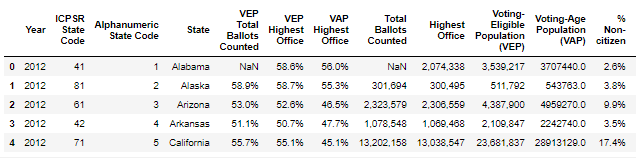 Year ICPSR State Code Alphanumeric State Code State VEP Total Ballots Counted VEP Highest Office VAP Highest Office Total Ballots Counted Highest Office Voting-Eligible Population (VEP) Voting-Age Population (VAP) % Non-citizen
0 2012 41 1 Alabama NaN 58.6% 56.0% NaN 2,074,338 3,539,217 3707440.0 2.6%
1 2012 81 2 Alaska 58.9% 58.7% 55.3% 301,694 300,495 511,792 543763.0 3.8%
2 2012 61 3 Arizona 53.0% 52.6% 46.5% 2,323,579 2,306,559 4,387,900 4959270.0 9.9%
3 2012 42 4 Arkansas 51.1% 50.7% 47.7% 1,078,548 1,069,468 2,109,847 2242740.0 3.5%
4 2012 71 5 California 55.7% 55.1% 45.1% 13,202,158 13,038,547 23,681,837 28913129.0 17.4%